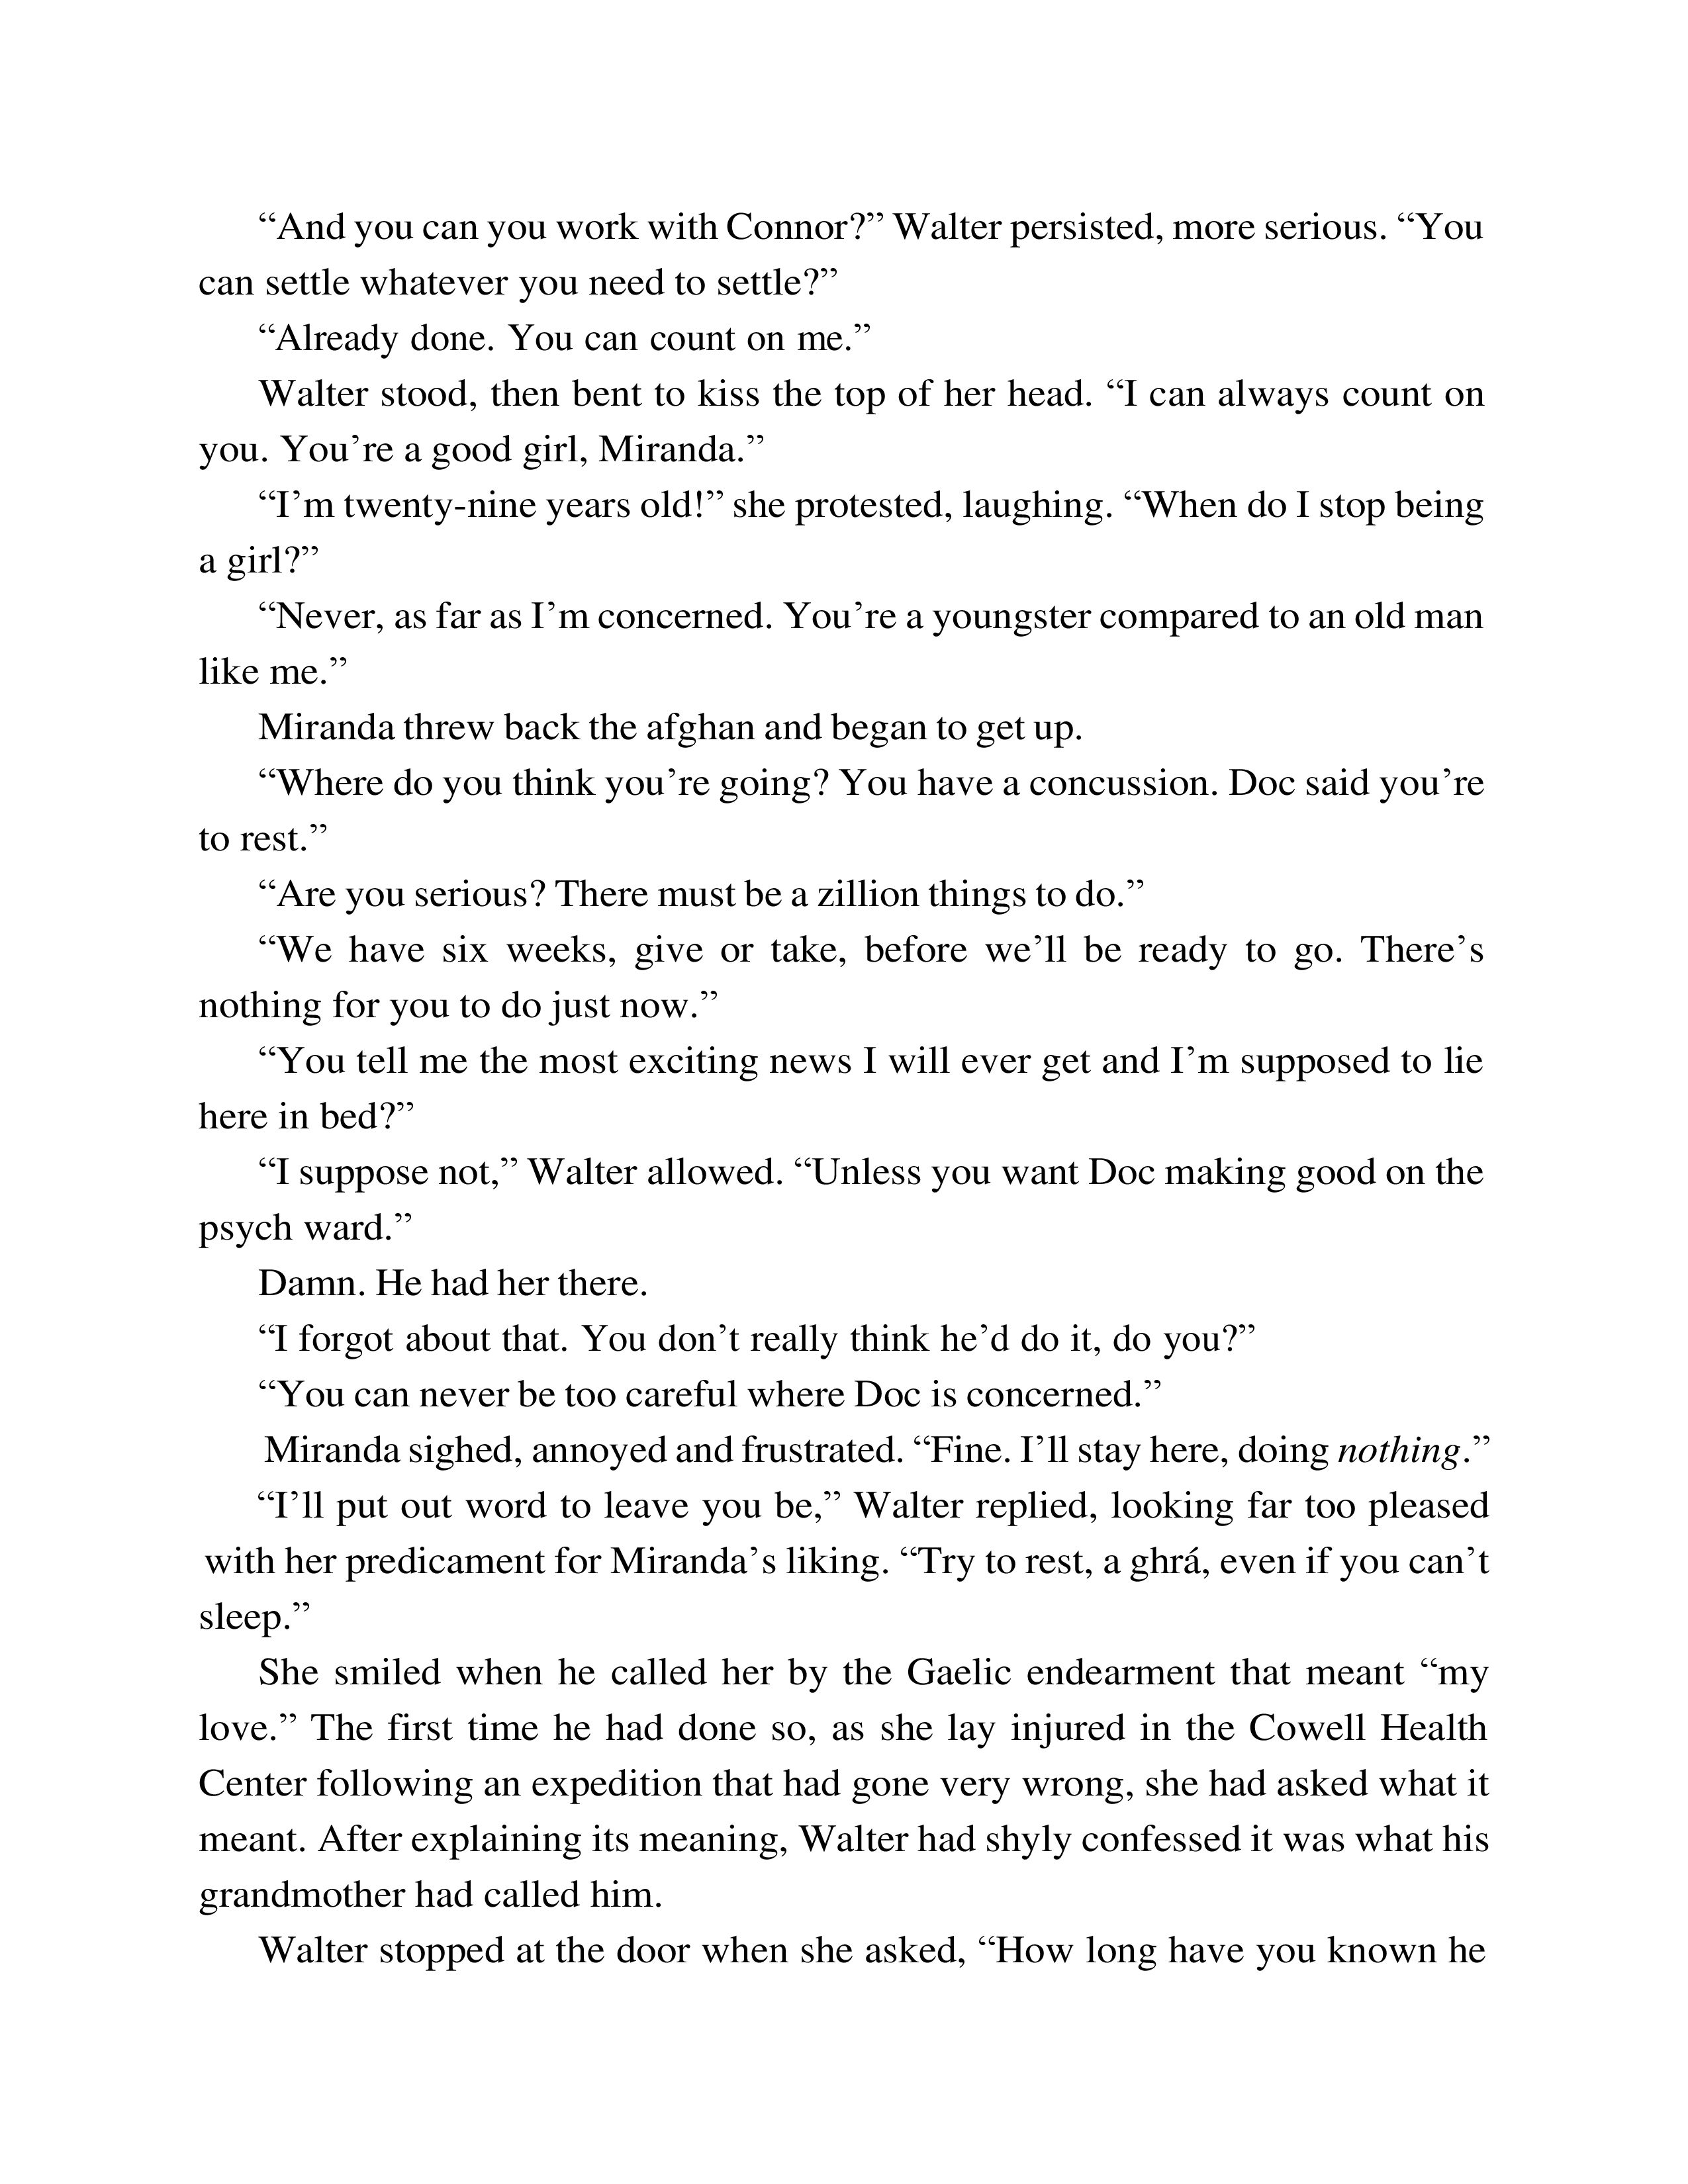 “And you can you work with Connor?” Walter persisted, more serious. “You
can settle whatever you need to settle?”
“Already done. You can count on me.”
Walter stood, then bent to kiss the top of her head. “I can always count on
you. You’re a good girl, Miranda.”
“I’m twenty-nine years old!” she protested, laughing. “When do I stop being
a girl?”
“Never, as far as I’m concerned. You’re a youngster compared to an old man
like me.”
Miranda threw back the afghan and began to get up.
“Where do you think you’re going? You have a concussion. Doc said you’re
to rest.”
“Are you serious? There must be a zillion things to do.”
“We have six weeks, give or take, before we’ll be ready to go. There’s
nothing for you to do just now.”
“You tell me the most exciting news I will ever get and I’m supposed to lie
here in bed?”
“I suppose not,” Walter allowed. “Unless you want Doc making good on the
psych ward.”
Damn. He had her there.
“I forgot about that. You don’t really think he’d do it, do you?”
“You can never be too careful where Doc is concerned.”
Miranda sighed, annoyed and frustrated. “Fine. I’ll stay here, doing nothing.”
“I’ll put out word to leave you be,” Walter replied, looking far too pleased
with her predicament for Miranda’s liking. “Try to rest, a ghrá, even if you can’t
sleep.”
She smiled when he called her by the Gaelic endearment that meant “my
love.” The first time he had done so, as she lay injured in the Cowell Health
Center following an expedition that had gone very wrong, she had asked what it
meant. After explaining its meaning, Walter had shyly confessed it was what his
grandmother had called him.
Walter stopped at the door when she asked, “How long have you known he